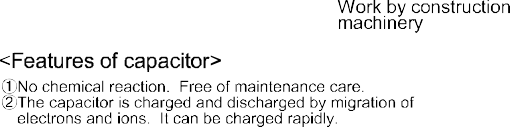 Work by construction
machinery
<Features of capacitor>
①No chemical reaction. Free of maintenance care.
②The capacitor is charged and discharged by migration of
electrons and ions. It can be charged rapidly.